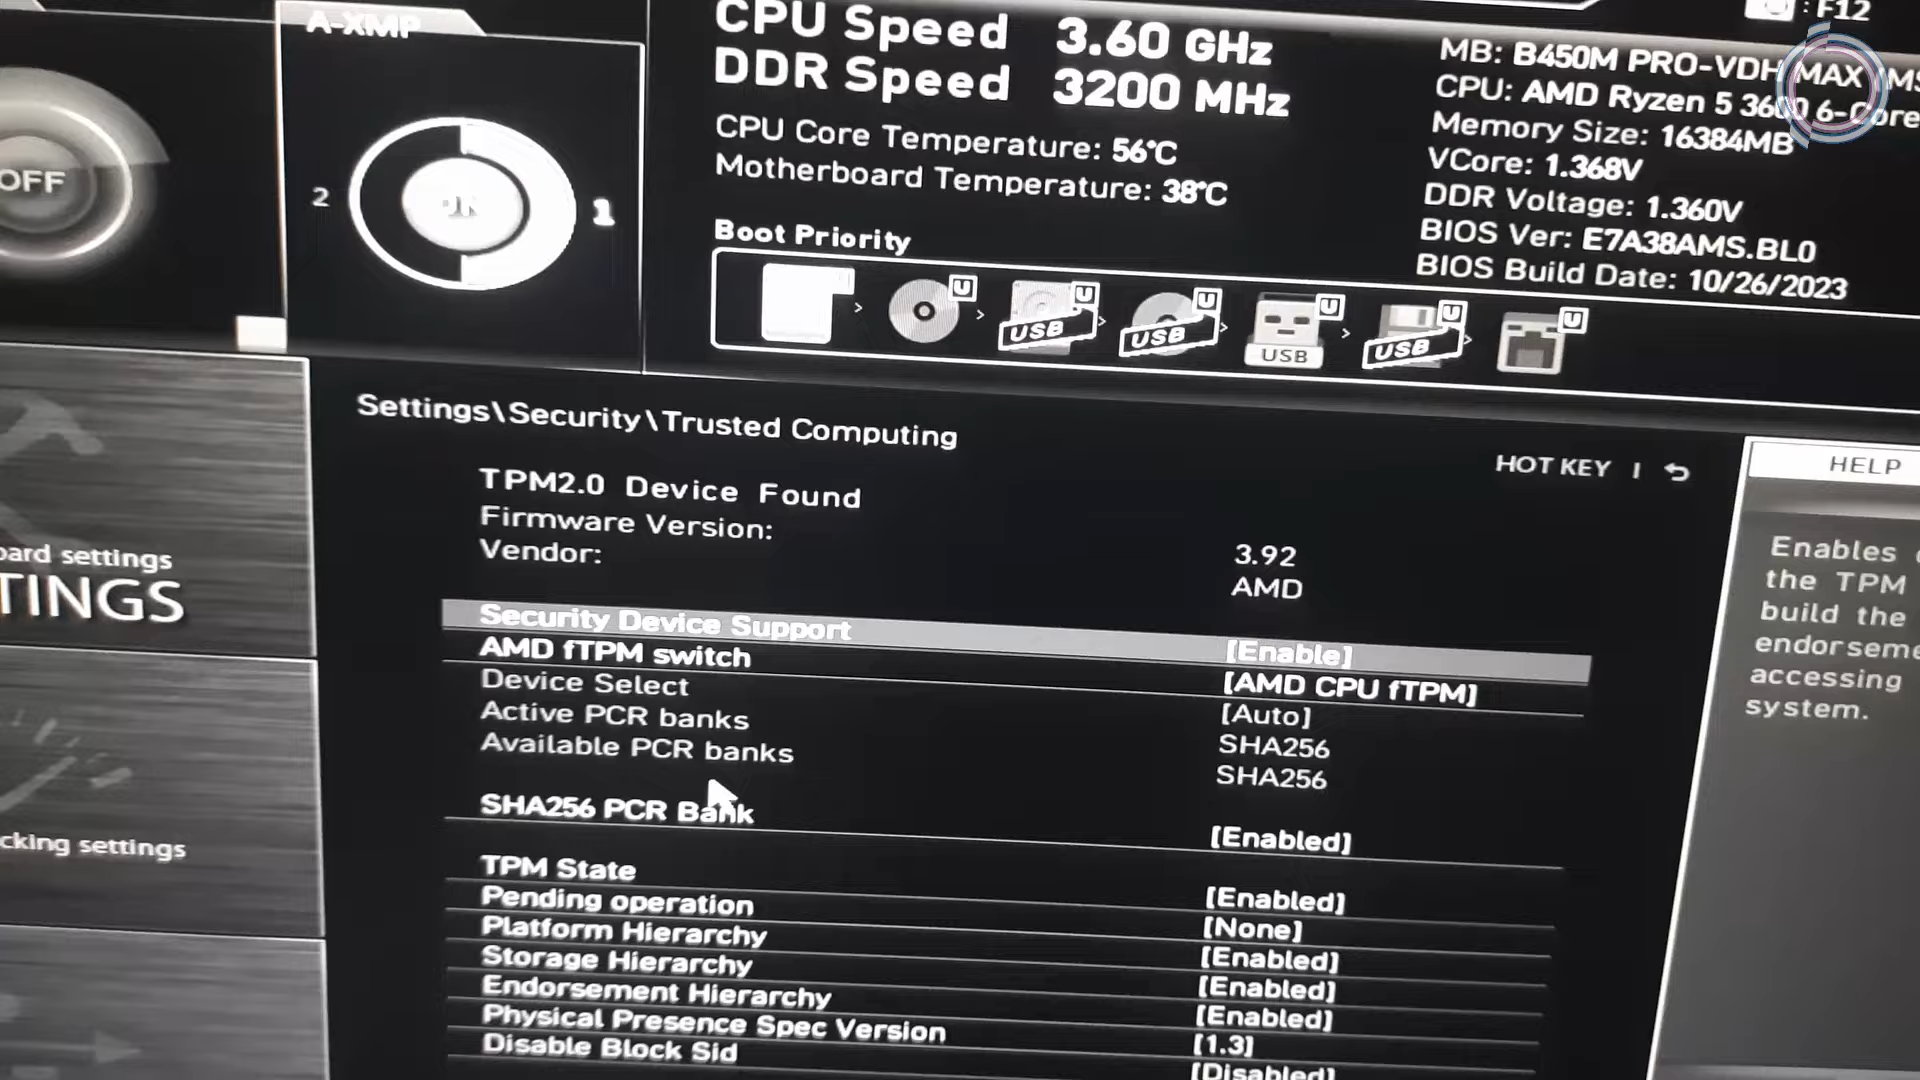 A-XMP
OFF
2
1
CPU Speed 3.60 GHz
DDR Speed 3200 MHz
CPU Core Temperature: 56°C
Motherboard Temperature: 38°C
: F12
MB: B450M PRO-VDH MAX (MS
CPU: AMD Ryzen 5 3600 6-Core
Memory Size: 16384MB
VCore: 1.368V
DDR Voltage: 1.360V
BIOS Ver: E7A38AMS.BL0
BIOS Build Date: 10/26/2023
Boot Priority
U U U U U U
USB USB USB USB
Settings\Security\Trusted Computing
HOT KEY |
HELP
TPM2.0 Device Found
Firmware Version: 3.92
Vendor: AMD
Security Device Support [Enable]
AMD fTPM switch [AMD CPU fTPM]
Device Select [Auto]
Active PCR banks SHA256
Available PCR banks SHA256
SHA256 PCR Bank [Enabled]
TPM State [Enabled]
Pending operation [None]
Platform Hierarchy [Enabled]
Storage Hierarchy [Enabled]
Endorsement Hierarchy [Enabled]
Physical Presence Spec Version [1.3]
Disable Block Sid [Disabled]
Enables
the TPM
build the
endorseme
accessing
system.
oard settings
TINGS
cking settings